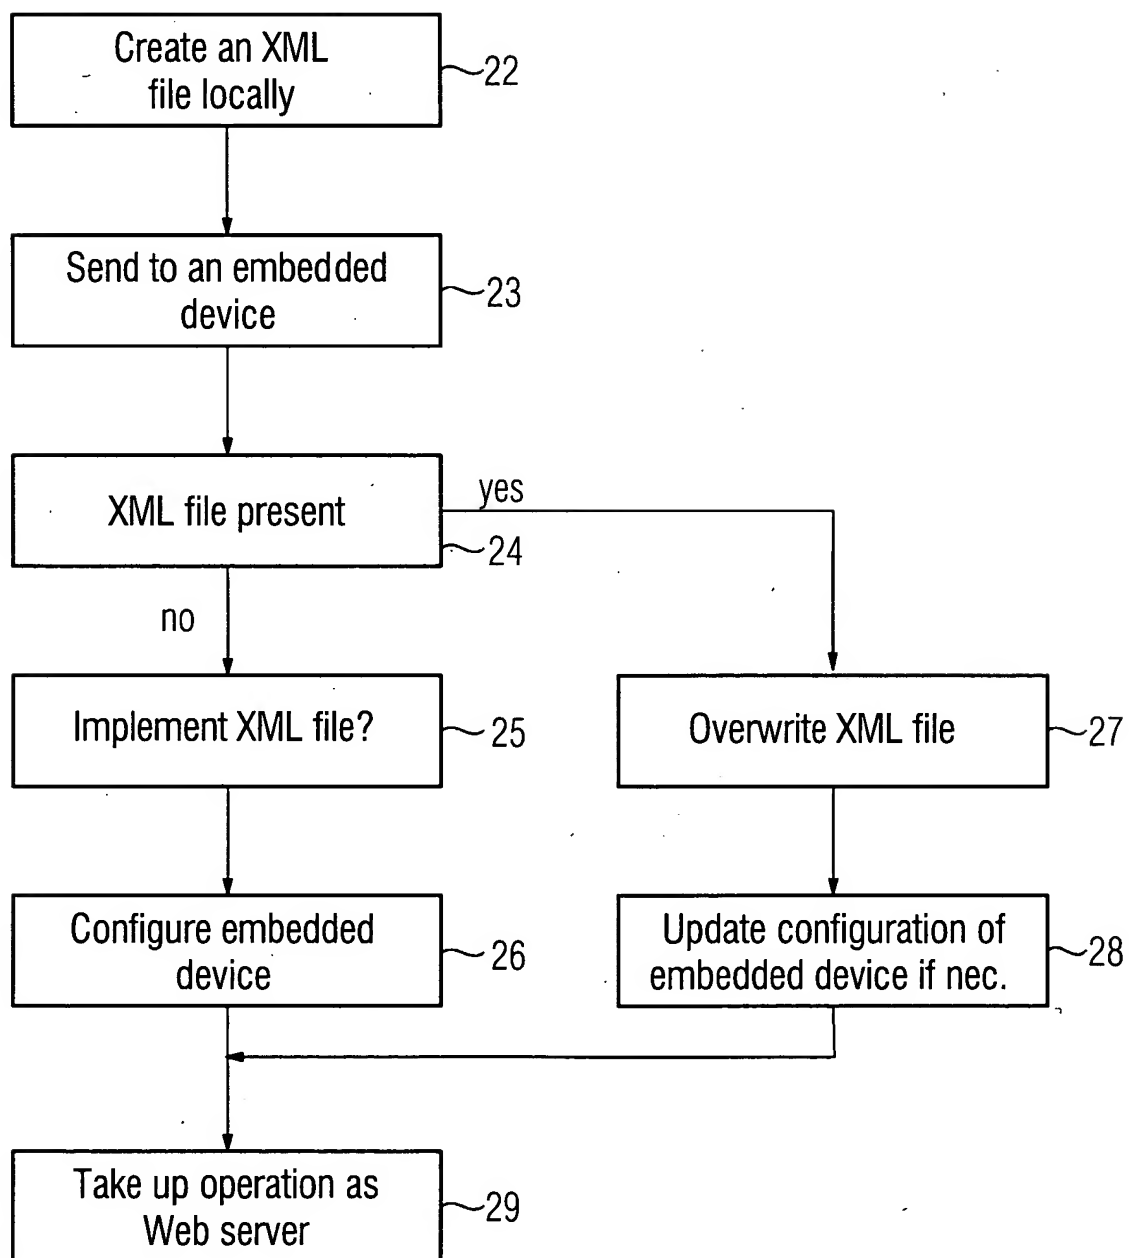 Create an XML
file locally
22
Send to an embedded
device
23
XML file present
yes
24
no
Implement XML file?
25
Overwrite XML file
27
Configure embedded
device
26
Update configuration of
embedded device if nec.
28
Take up operation as
Web server
29